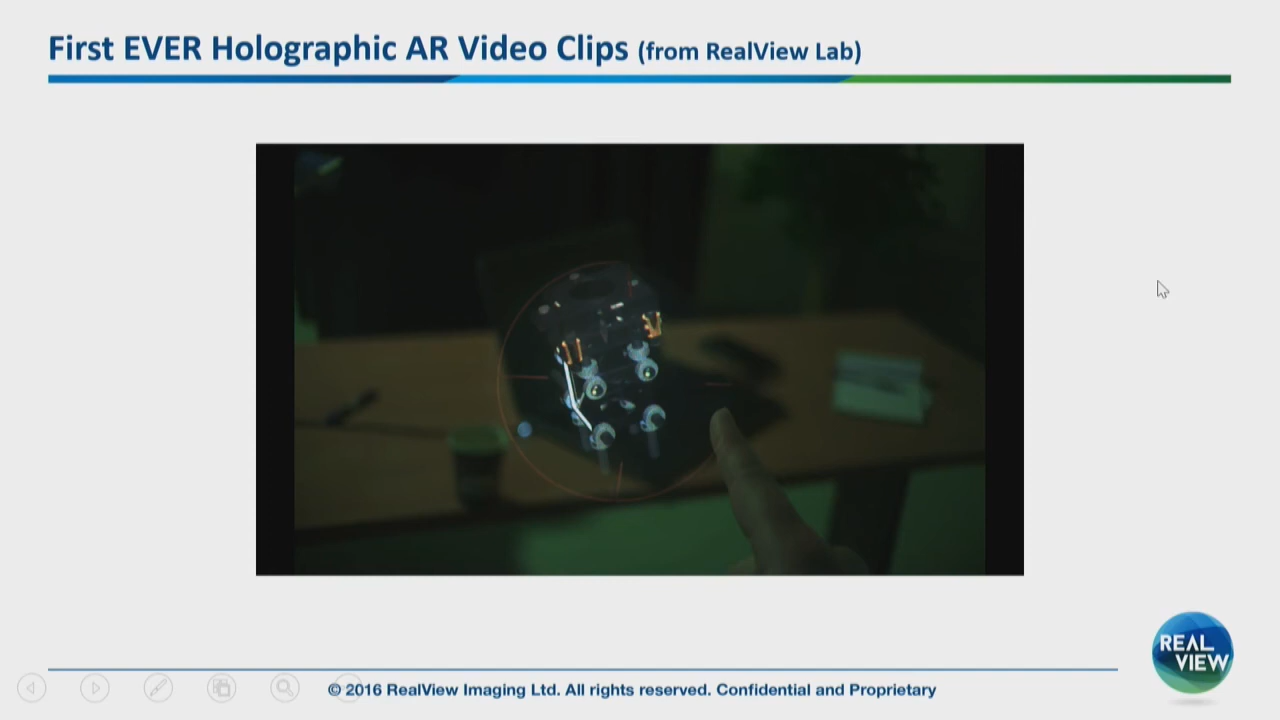 First EVER Holographic AR Video Clips (from RealView Lab)
REAL
VIEW
© 2016 RealView Imaging Ltd. All rights reserved. Confidential and Proprietary